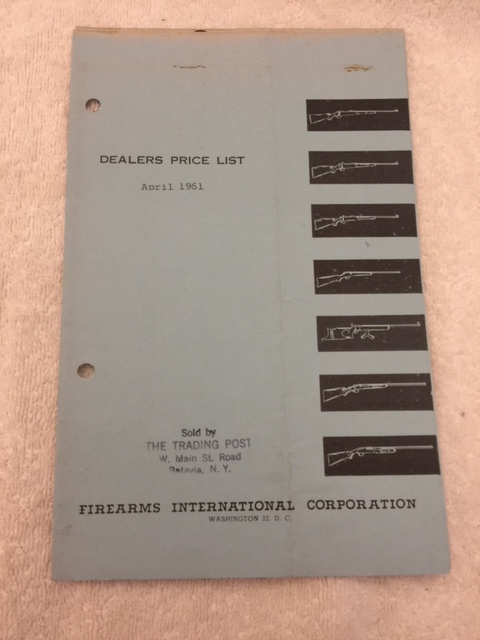 DEALERS PRICE LIST
April 1961
Sold by
THE TRADING POST
W. Main St. Road
Batavia, N. Y.
FIREARMS INTERNATIONAL CORPORATION
WASHINGTON 22, D. C.